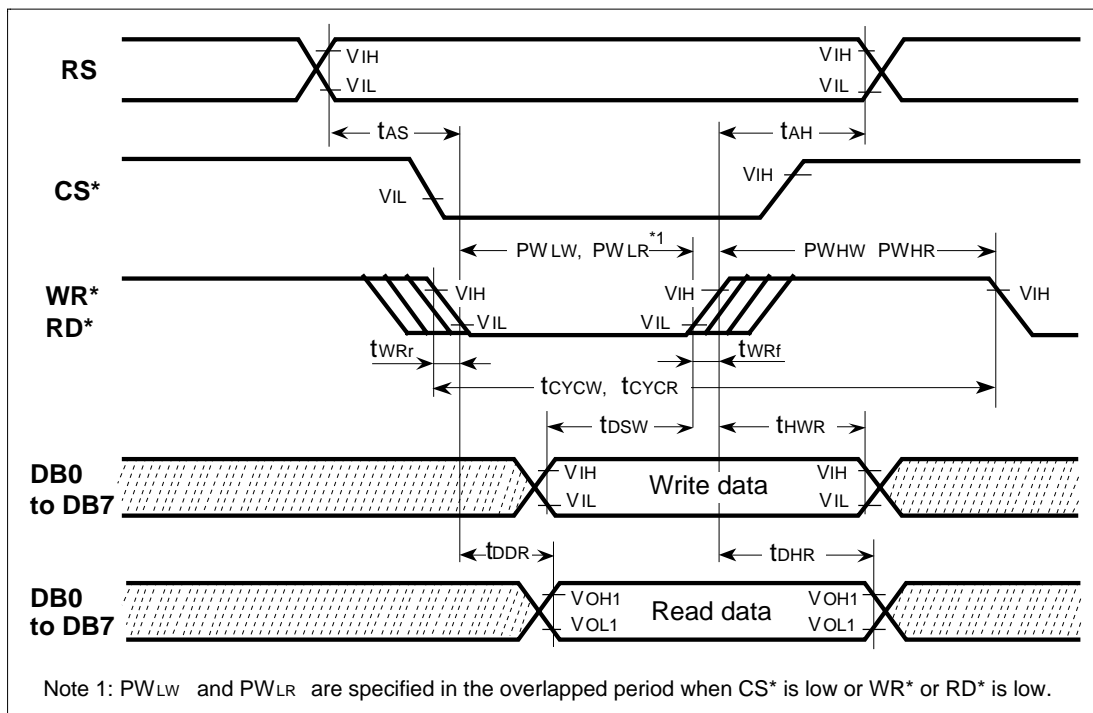 RS
VIH VIH
VIL VIL
tAS tAH
CS*
VIL VIH
PWLW, PWLR*1 PWHW PWHR
WR*
RD*
VIH VIH VIH
VIL VIL
tWRr tWRf
tCYCW, tCYCR
tDSW tHWR
DB0
to DB7
VIH Write data VIH
VIL VIL
tDDR tDHR
DB0
to DB7
VOH1 Read data VOH1
VOL1 VOL1
Note 1: PWLW and PWLR are specified in the overlapped period when CS* is low or WR* or RD* is low.